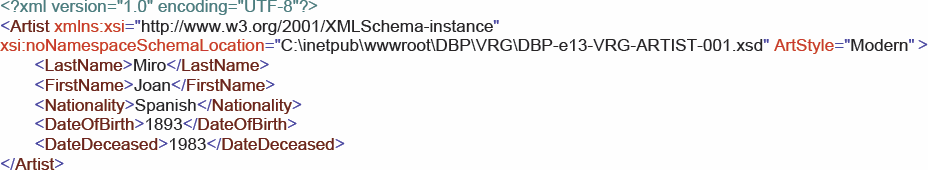 <?xml version="1.0" encoding="UTF-8"?>
<Artist xmlns:xsi="http://www.w3.org/2001/XMLSchema-instance"
xsi:noNamespaceSchemaLocation="C:\inetpub\wwwroot\DBP\VRG\DBP-e13-VRG-ARTIST-001.xsd" ArtStyle="Modern" >
<LastName>Miro</LastName>
<FirstName>Joan</FirstName>
<Nationality>Spanish</Nationality>
<DateOfBirth>1893</DateOfBirth>
<DateDeceased>1983</DateDeceased>
</Artist>